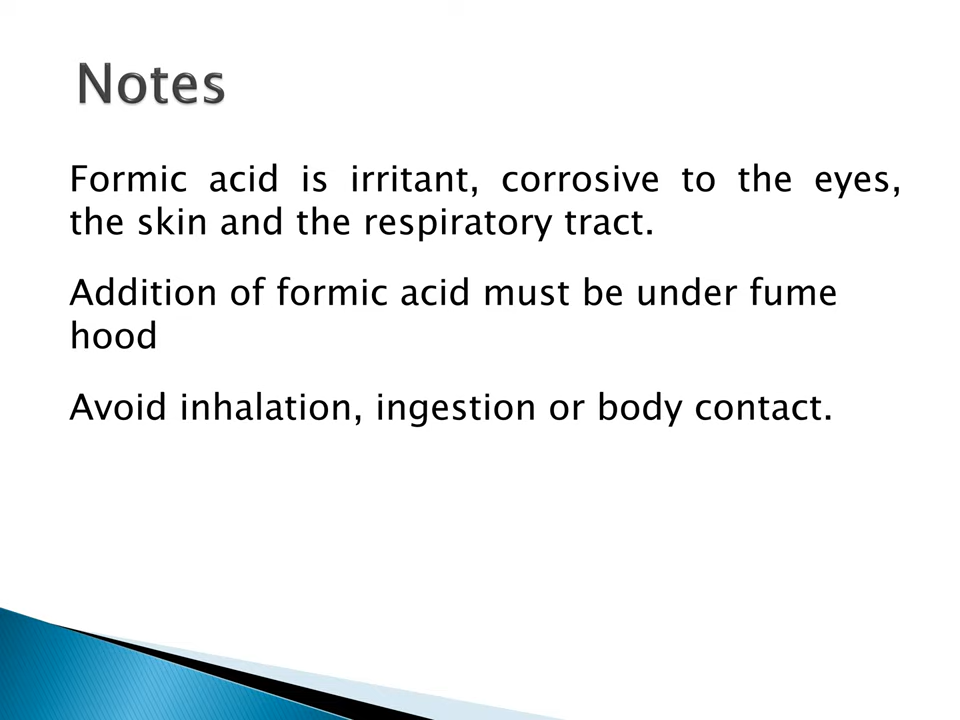 Notes
Formic acid is irritant, corrosive to the eyes,
the skin and the respiratory tract.
Addition of formic acid must be under fume
hood
Avoid inhalation, ingestion or body contact.